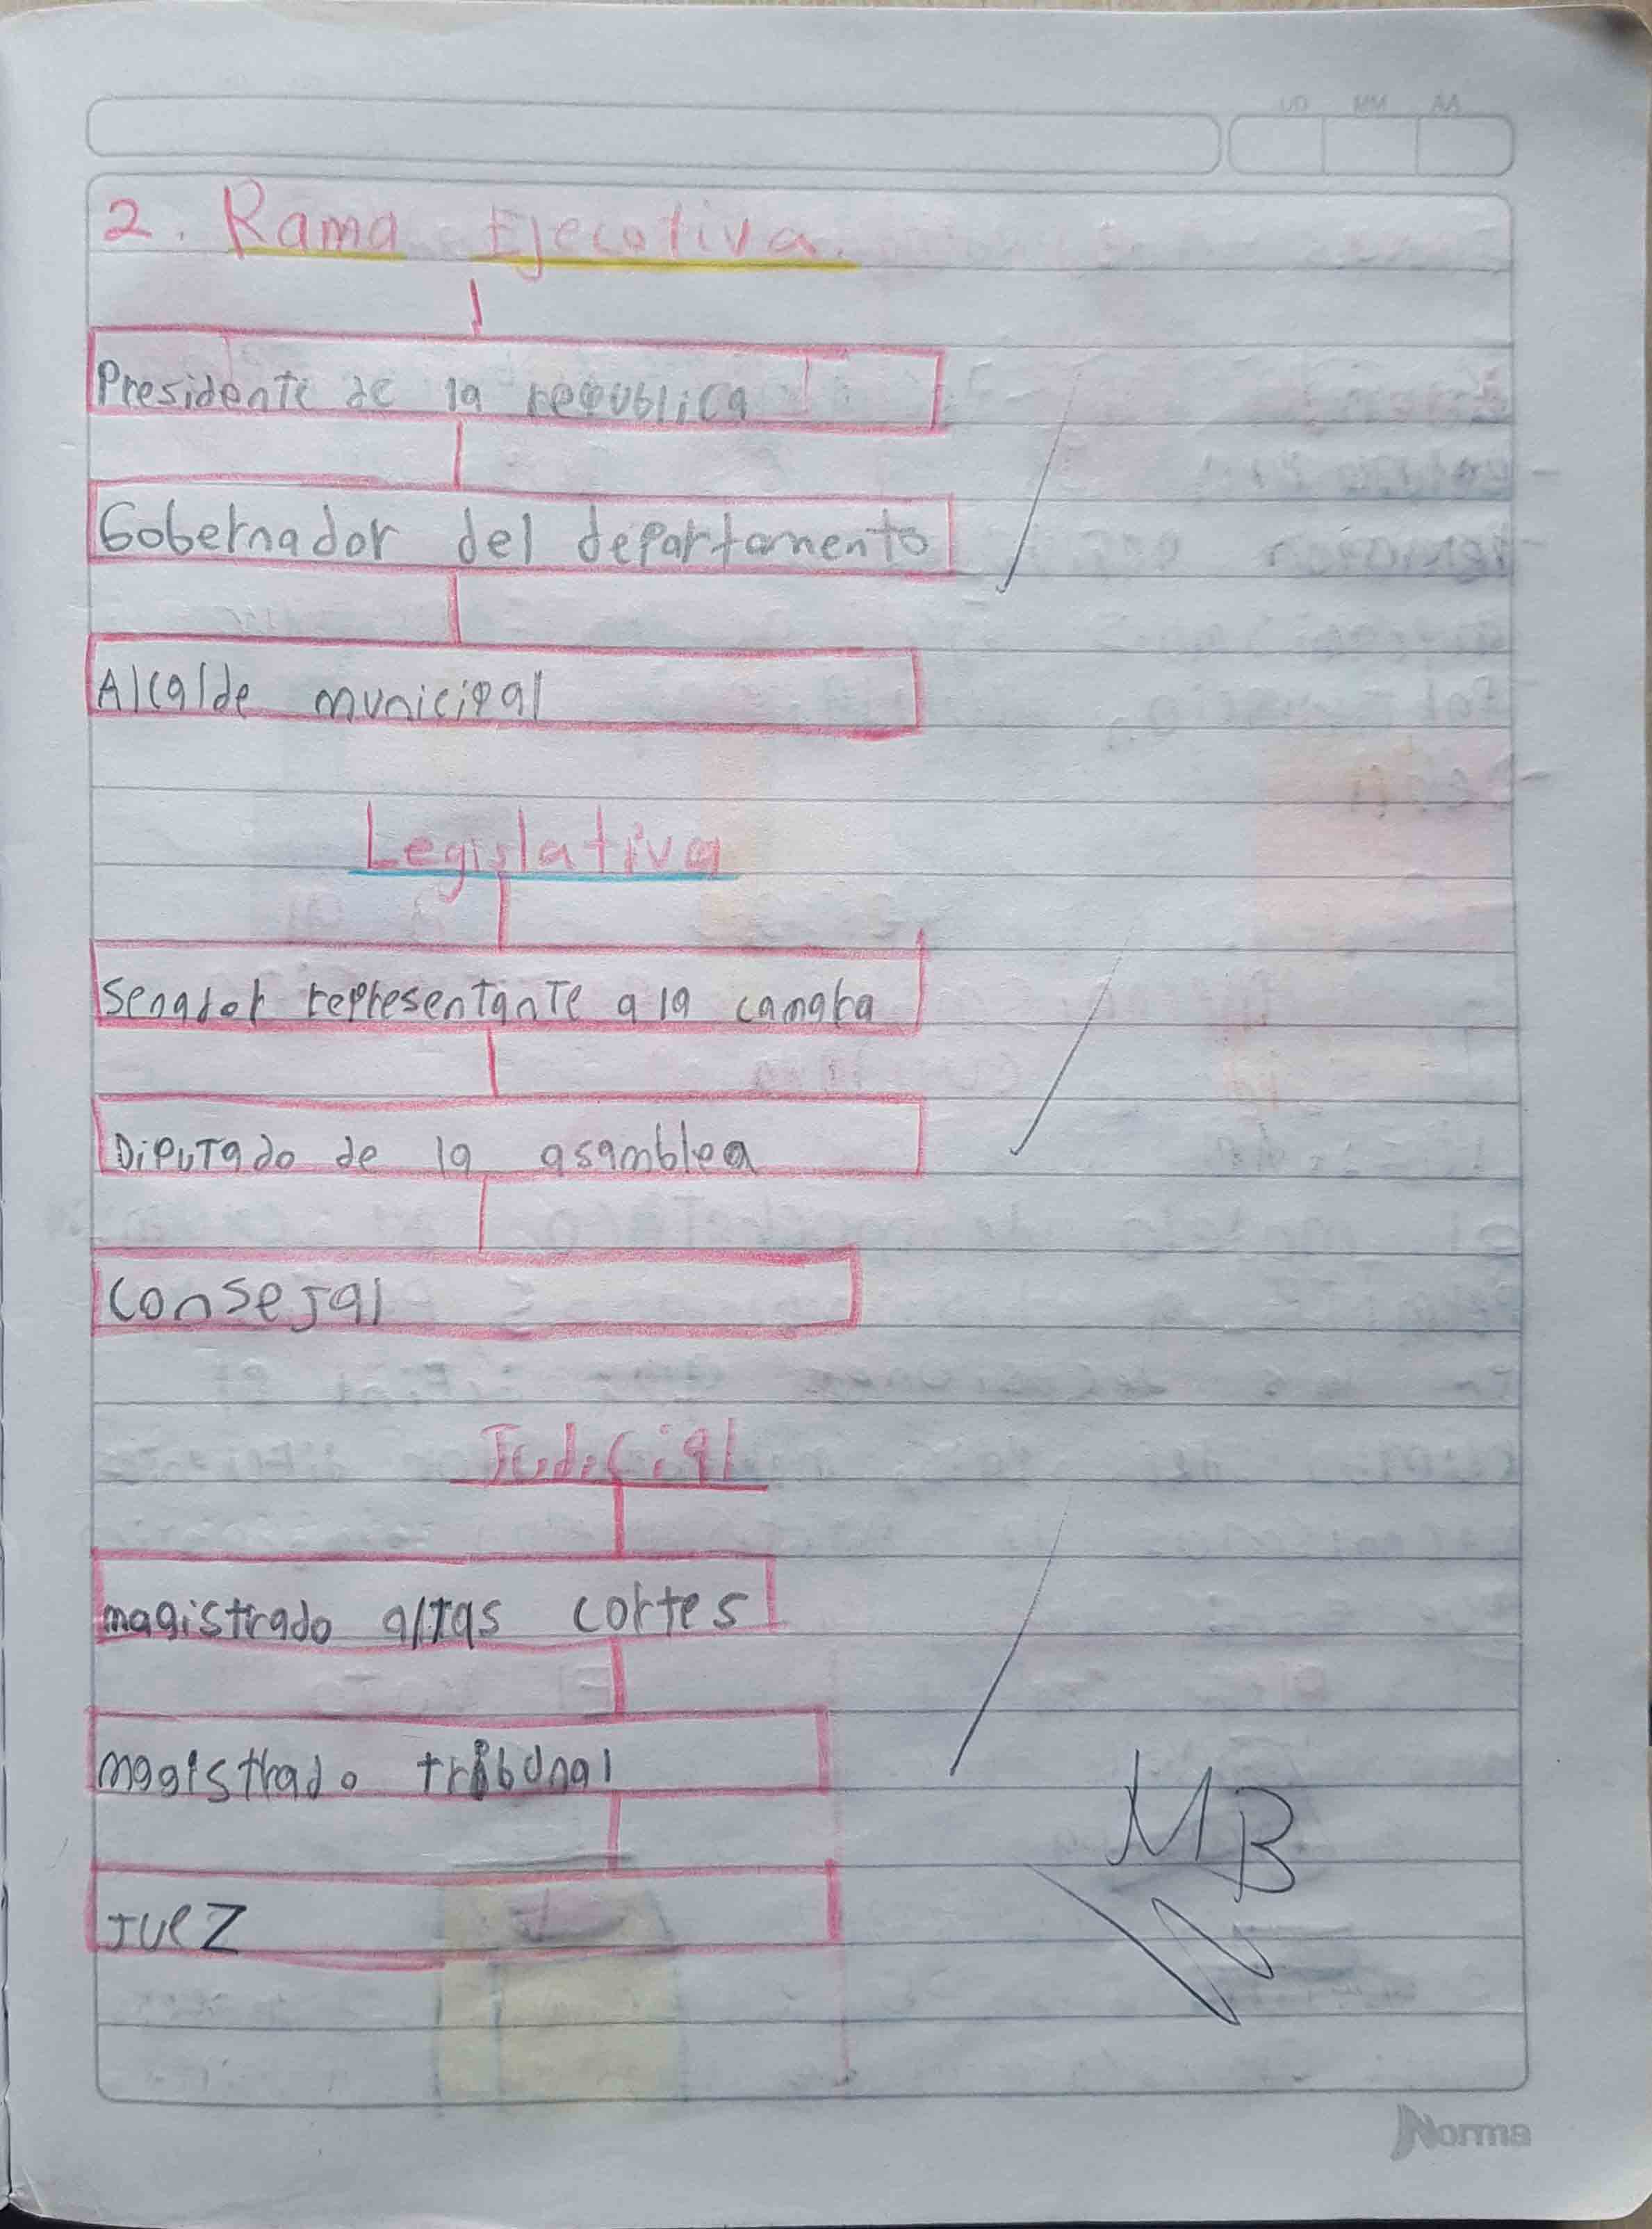 DD MM AA
2. Rama Ejecotiva.
Presidente de la republica
Gobernador del departamento
Alcalde municipal
Legislativa
Senador representante a la camara
Diputado de la asamblea
Consejal
Judicial
magistrado altas cortes
magistrado tribunal
Juez
MB
Norma